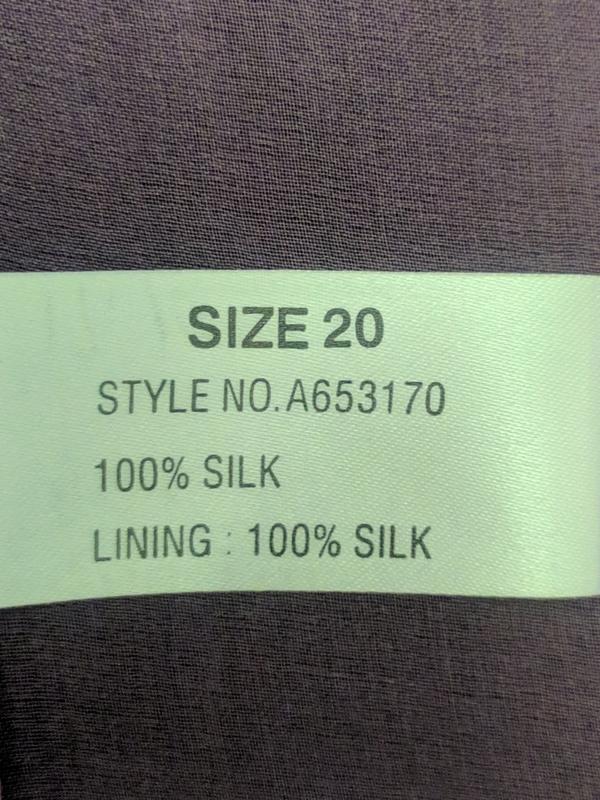 SIZE 20
STYLE NO.A653170
100% SILK
LINING : 100% SILK